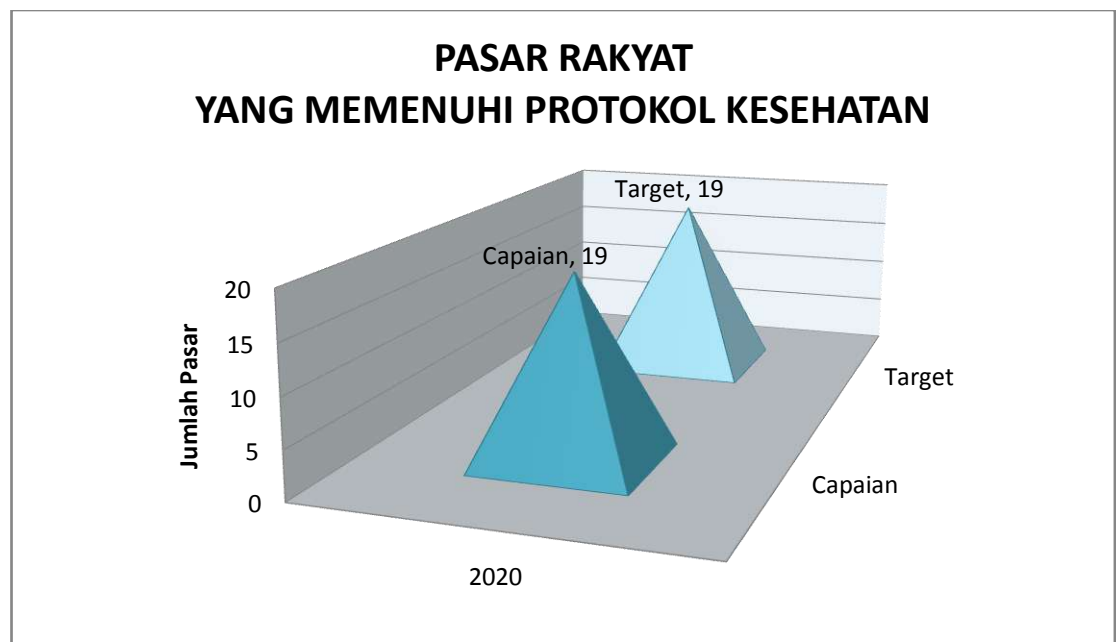 PASAR RAKYAT
YANG MEMENUHI PROTOKOL KESEHATAN
Target, 19
Capaian, 19
20
15
10
5
0
Jumlah Pasar
Target
Capaian
2020